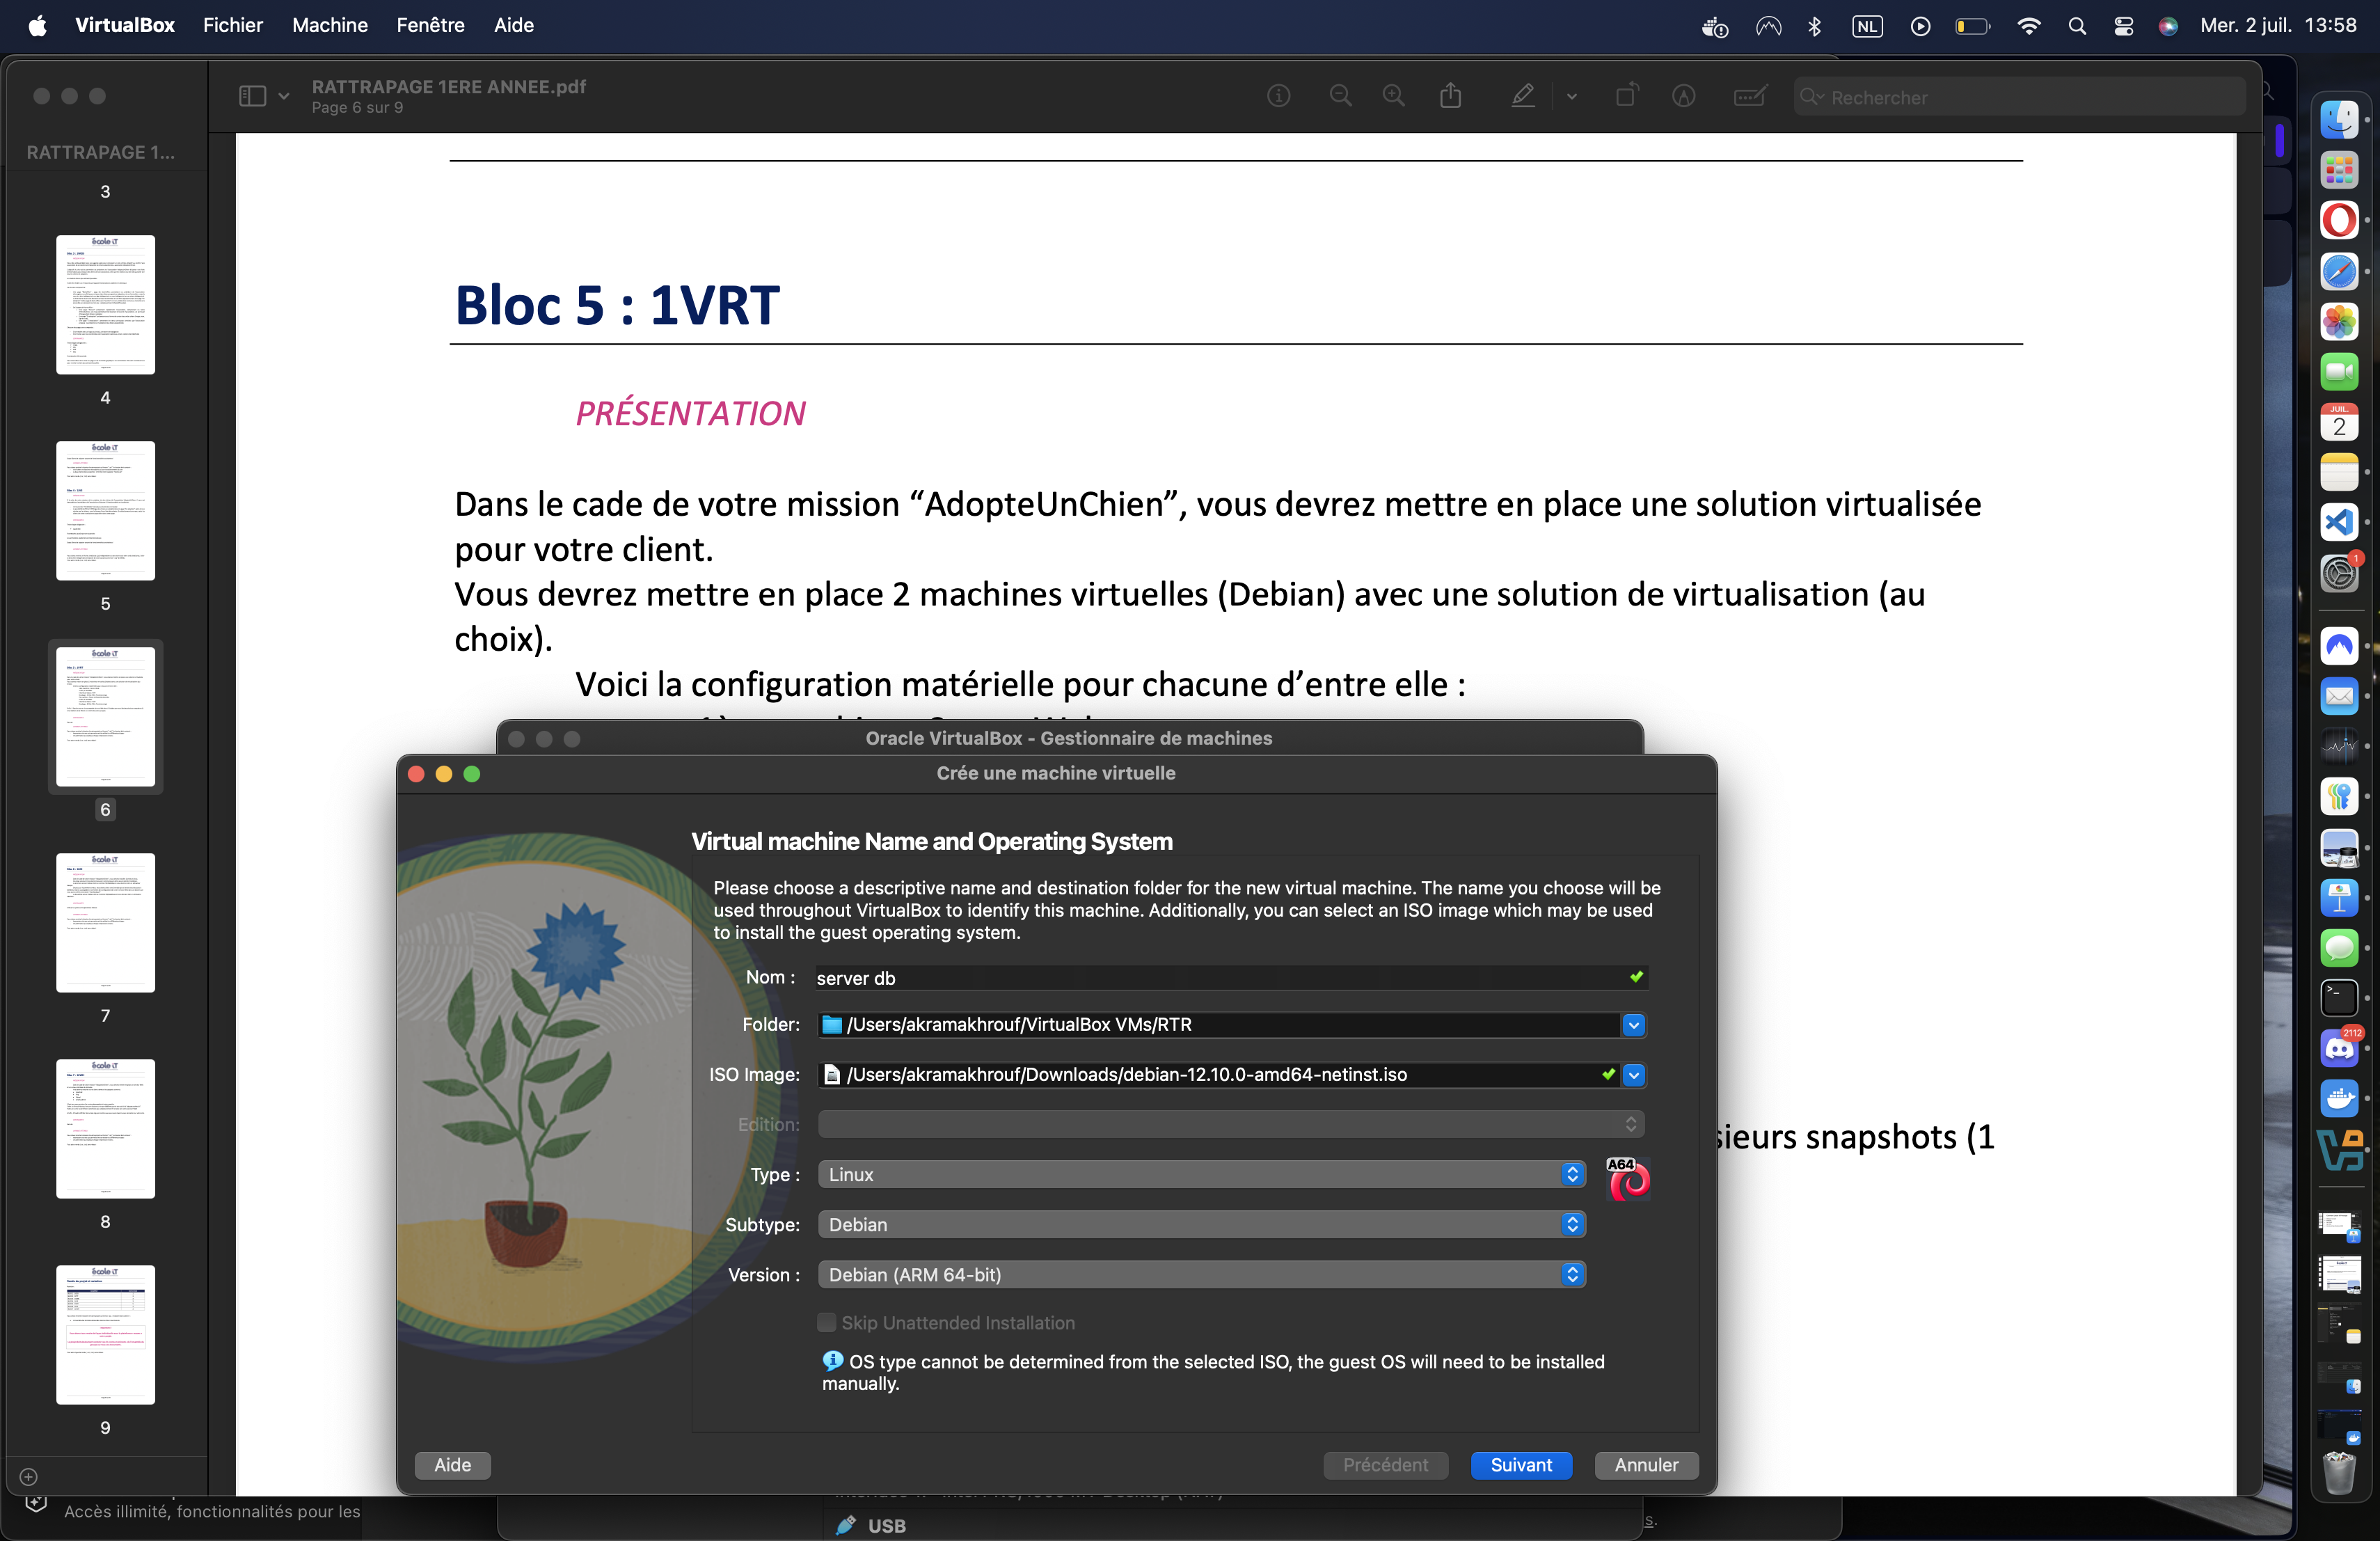 VirtualBox Fichier Machine Fenêtre Aide
NL
Mer. 2 juil. 13:58
RATTRAPAGE 1ERE ANNEE.pdf
Page 6 sur 9
Rechercher
RATTRAPAGE 1...
3
4
5
6
7
8
9
Bloc 5 : 1VRT
PRÉSENTATION
Dans le cade de votre mission “AdopteUnChien”, vous devrez mettre en place une solution virtualisée
pour votre client.
Vous devrez mettre en place 2 machines virtuelles (Debian) avec une solution de virtualisation (au
choix).
Voici la configuration matérielle pour chacune d’entre elle :
sieurs snapshots (1
Oracle VirtualBox - Gestionnaire de machines
Crée une machine virtuelle
Virtual machine Name and Operating System
Please choose a descriptive name and destination folder for the new virtual machine. The name you choose will be
used throughout VirtualBox to identify this machine. Additionally, you can select an ISO image which may be used
to install the guest operating system.
Nom : server db
Folder: /Users/akramakhrouf/VirtualBox VMs/RTR
ISO Image: /Users/akramakhrouf/Downloads/debian-12.10.0-amd64-netinst.iso
Edition:
Type : Linux
A64
Subtype: Debian
Version : Debian (ARM 64-bit)
Skip Unattended Installation
OS type cannot be determined from the selected ISO, the guest OS will need to be installed
manually.
Aide Précédent Suivant Annuler
Accès illimité, fonctionnalités pour les
USB
s.
JUIL.
2
1
2112